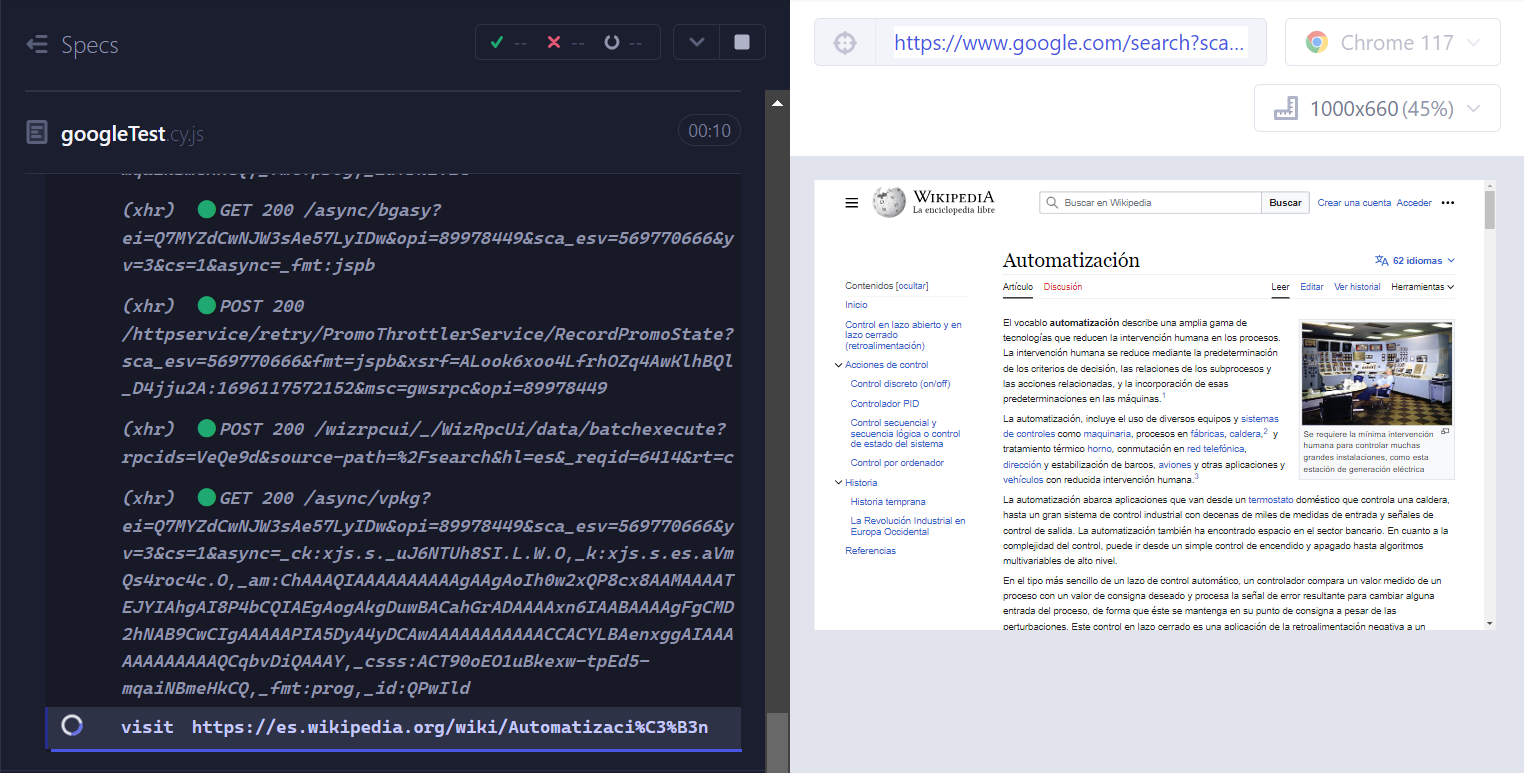 Specs
-- -- --
googleTest.cy.js
00:10
(xhr) GET 200 /async/bgasy?
ei=Q7MYZdCwNJW3sAe57LyIDw&opi=89978449&sca_esv=569770666&y
v=3&cs=1&async=_fmt:jspb
(xhr) POST 200
/httpservice/retry/PromoThrottlerService/RecordPromoState?
sca_esv=569770666&fmt=jspb&xsrf=ALook6xoo4LfrhOZq4AwKlhBQl
_D4jju2A:1696117572152&msc=gwsrpc&opi=89978449
(xhr) POST 200 /wizrpcui/_/WizRpcUi/data/batchexecute?
rpcids=VeQe9d&source-path=%2Fsearch&hl=es&_reqid=6414&rt=c
(xhr) GET 200 /async/vpkg?
ei=Q7MYZdCwNJW3sAe57LyIDw&opi=89978449&sca_esv=569770666&y
v=3&cs=1&async=_ck:xjs.s._uJ6NTUh8SI.L.W.O,_k:xjs.s.es.aVm
Qs4roc4c.O,_am:ChAAAQIAAAAAAAAAAgAAgAoIh0w2xQP8cx8AAMAAAAT
EJYIAhgAI8P4bCQIAEgAogAkgDuwBACahGrADAAAAxn6IAABAAAAgFgCMD
2hNAB9CwCIgAAAAAPIA5DyA4yDCAwAAAAAAAAAAACCACYLBAenxggAIAAA
AAAAAAAAAQCqbvDiQAAAY,_csss:ACT90oEO1uBkexw-tpEd5-
mqaiNBmeHkCQ,_fmt:prog,_id:QPwIld
visit https://es.wikipedia.org/wiki/Automatizaci%C3%B3n
https://www.google.com/search?sca...
Chrome 117
1000x660 (45%)
WIKIPEDIA
La enciclopedia libre
Buscar en Wikipedia
Buscar
Crear una cuenta Acceder
Automatización
62 idiomas
Artículo Discusión
Leer Editar Ver historial Herramientas
Contenidos [ocultar]
Inicio
Control en lazo abierto y en
lazo cerrado
(retroalimentación)
Acciones de control
Control discreto (on/off)
Controlador PID
Control secuencial y
secuencia lógica o control
de estado del sistema
Control por ordenador
Historia
Historia temprana
La Revolución Industrial en
Europa Occidental
Referencias
El vocablo automatización describe una amplia gama de
tecnologías que reducen la intervención humana en los procesos.
La intervención humana se reduce mediante la predeterminación
de los criterios de decisión, las relaciones de los subprocesos y
las acciones relacionadas, y la incorporación de esas
predeterminaciones en las máquinas.1
La automatización, incluye el uso de diversos equipos y sistemas
de controles como maquinaria, procesos en fábricas, caldera,2 y
tratamiento térmico horno, conmutación en red telefónica,
dirección y estabilización de barcos, aviones y otras aplicaciones y
vehículos con reducida intervención humana.3
Se requiere la mínima intervención
humana para controlar muchas
grandes instalaciones, como esta
estación de generación eléctrica
La automatización abarca aplicaciones que van desde un termostato doméstico que controla una caldera,
hasta un gran sistema de control industrial con decenas de miles de medidas de entrada y señales de
control de salida. La automatización también ha encontrado espacio en el sector bancario. En cuanto a la
complejidad del control, puede ir desde un simple control de encendido y apagado hasta algoritmos
multivariables de alto nivel.
En el tipo más sencillo de un lazo de control automático, un controlador compara un valor medido de un
proceso con un valor de consigna deseado y procesa la señal de error resultante para cambiar alguna
entrada del proceso, de forma que éste se mantenga en su punto de consigna a pesar de las
perturbaciones. Este control en lazo cerrado es una aplicación de la retroalimentación negativa a un